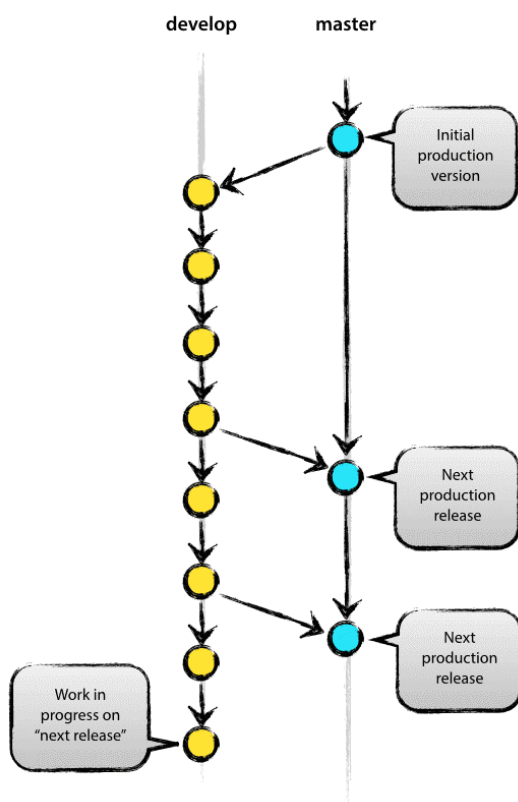 develop
master
Initial
production
version
Next
production
release
Next
production
release
Work in
progress on
“next release”